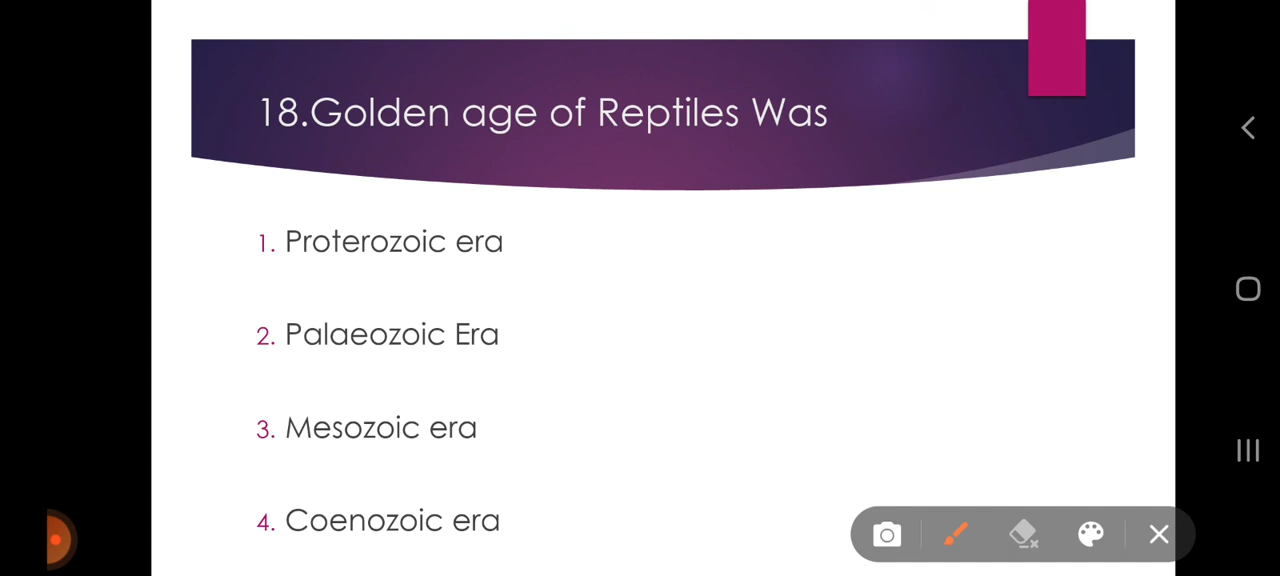 18.Golden age of Reptiles Was
1. Proterozoic era
2. Palaeozoic Era
3. Mesozoic era
4. Coenozoic era